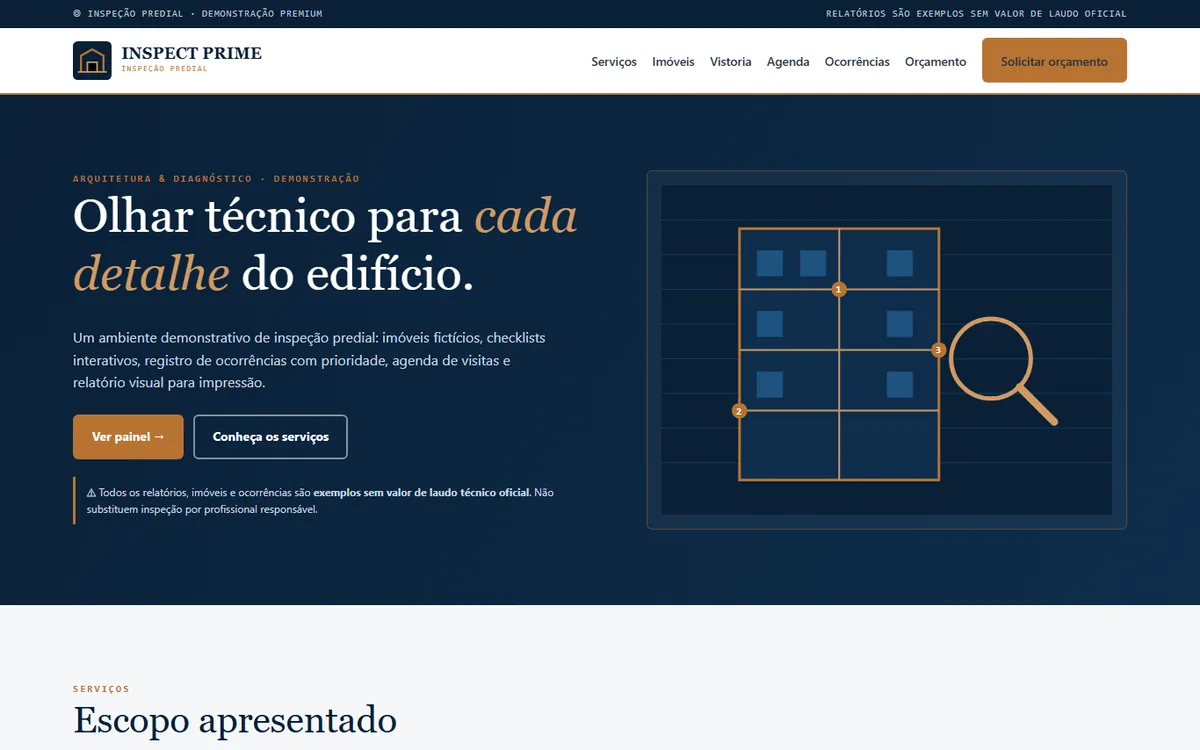 ◎ INSPEÇÃO PREDIAL · DEMONSTRAÇÃO PREMIUM
RELATÓRIOS SÃO EXEMPLOS SEM VALOR DE LAUDO OFICIAL
INSPECT PRIME
INSPEÇÃO PREDIAL
Serviços Imóveis Vistoria Agenda Ocorrências Orçamento Solicitar orçamento
ARQUITETURA & DIAGNÓSTICO · DEMONSTRAÇÃO
Olhar técnico para cada
detalhe do edifício.
Um ambiente demonstrativo de inspeção predial: imóveis fictícios, checklists
interativos, registro de ocorrências com prioridade, agenda de visitas e
relatório visual para impressão.
Ver painel →
Conheça os serviços
⚠ Todos os relatórios, imóveis e ocorrências são exemplos sem valor de laudo técnico oficial. Não
substituem inspeção por profissional responsável.
1
3
2
SERVIÇOS
Escopo apresentado